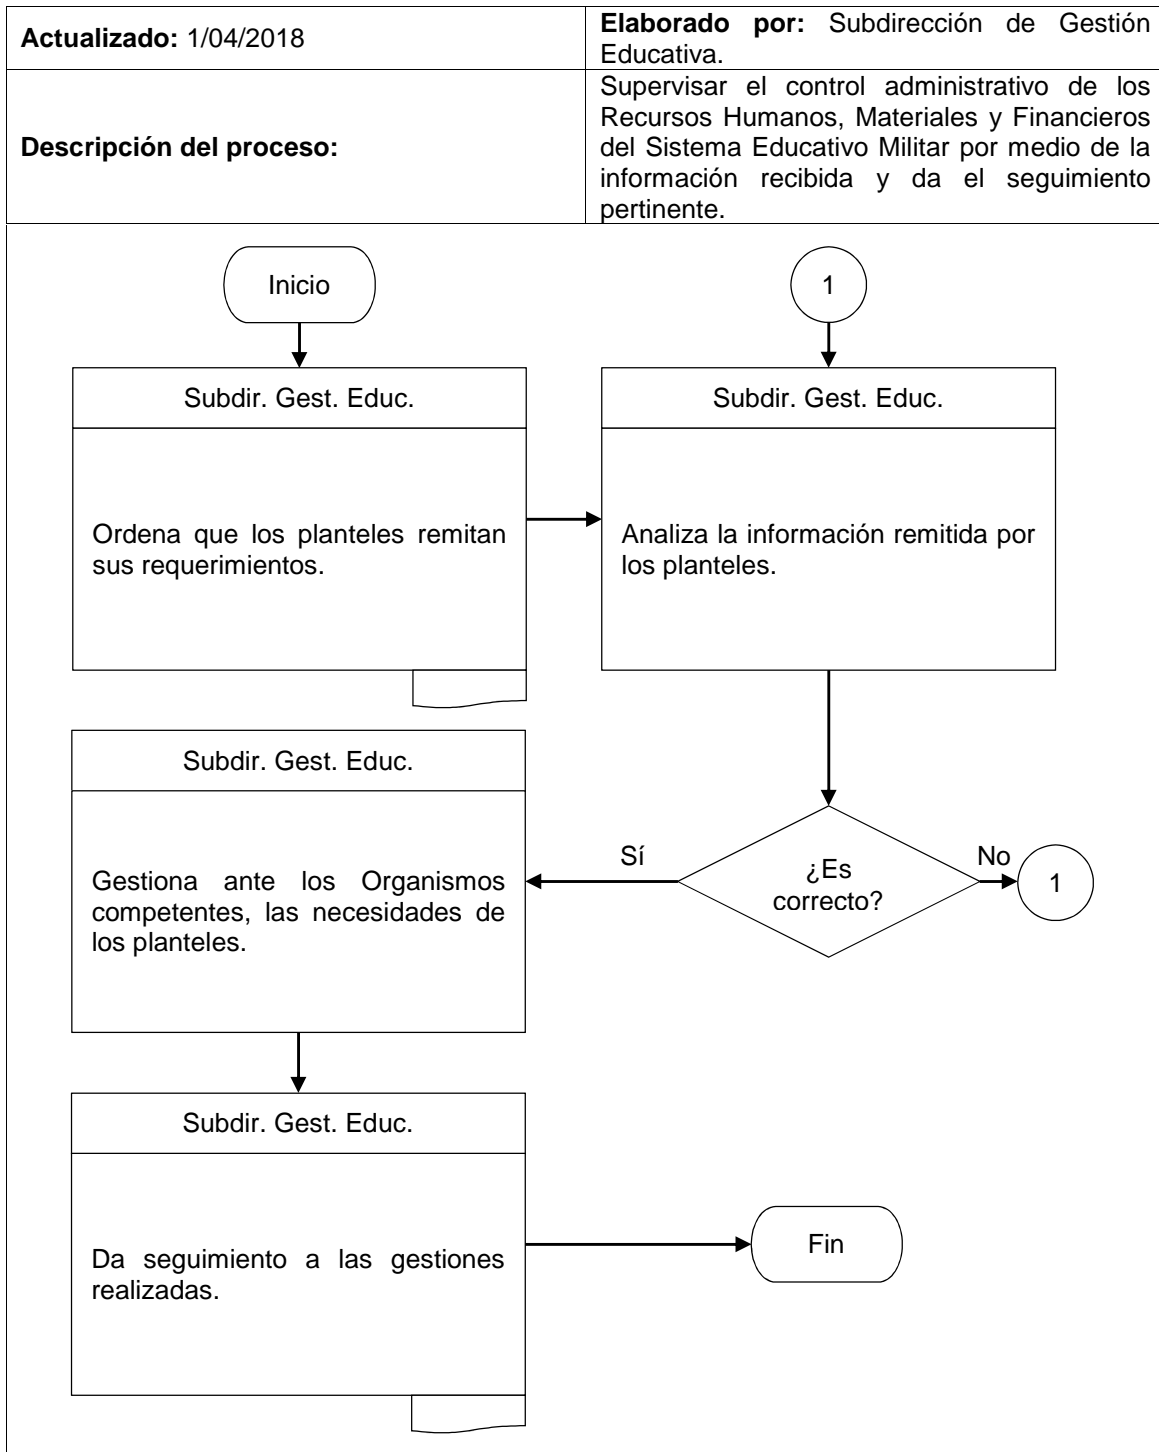 Actualizado: 1/04/2018
Elaborado por: Subdirección de Gestión
Educativa.
Descripción del proceso:
Supervisar el control administrativo de los
Recursos Humanos, Materiales y Financieros
del Sistema Educativo Militar por medio de la
información recibida y da el seguimiento
pertinente.
Inicio
1
Subdir. Gest. Educ.
Ordena que los planteles remitan
sus requerimientos.
Subdir. Gest. Educ.
Analiza la información remitida por
los planteles.
Subdir. Gest. Educ.
Gestiona ante los Organismos
competentes, las necesidades de
los planteles.
Sí
¿Es
correcto?
No
1
Subdir. Gest. Educ.
Da seguimiento a las gestiones
realizadas.
Fin